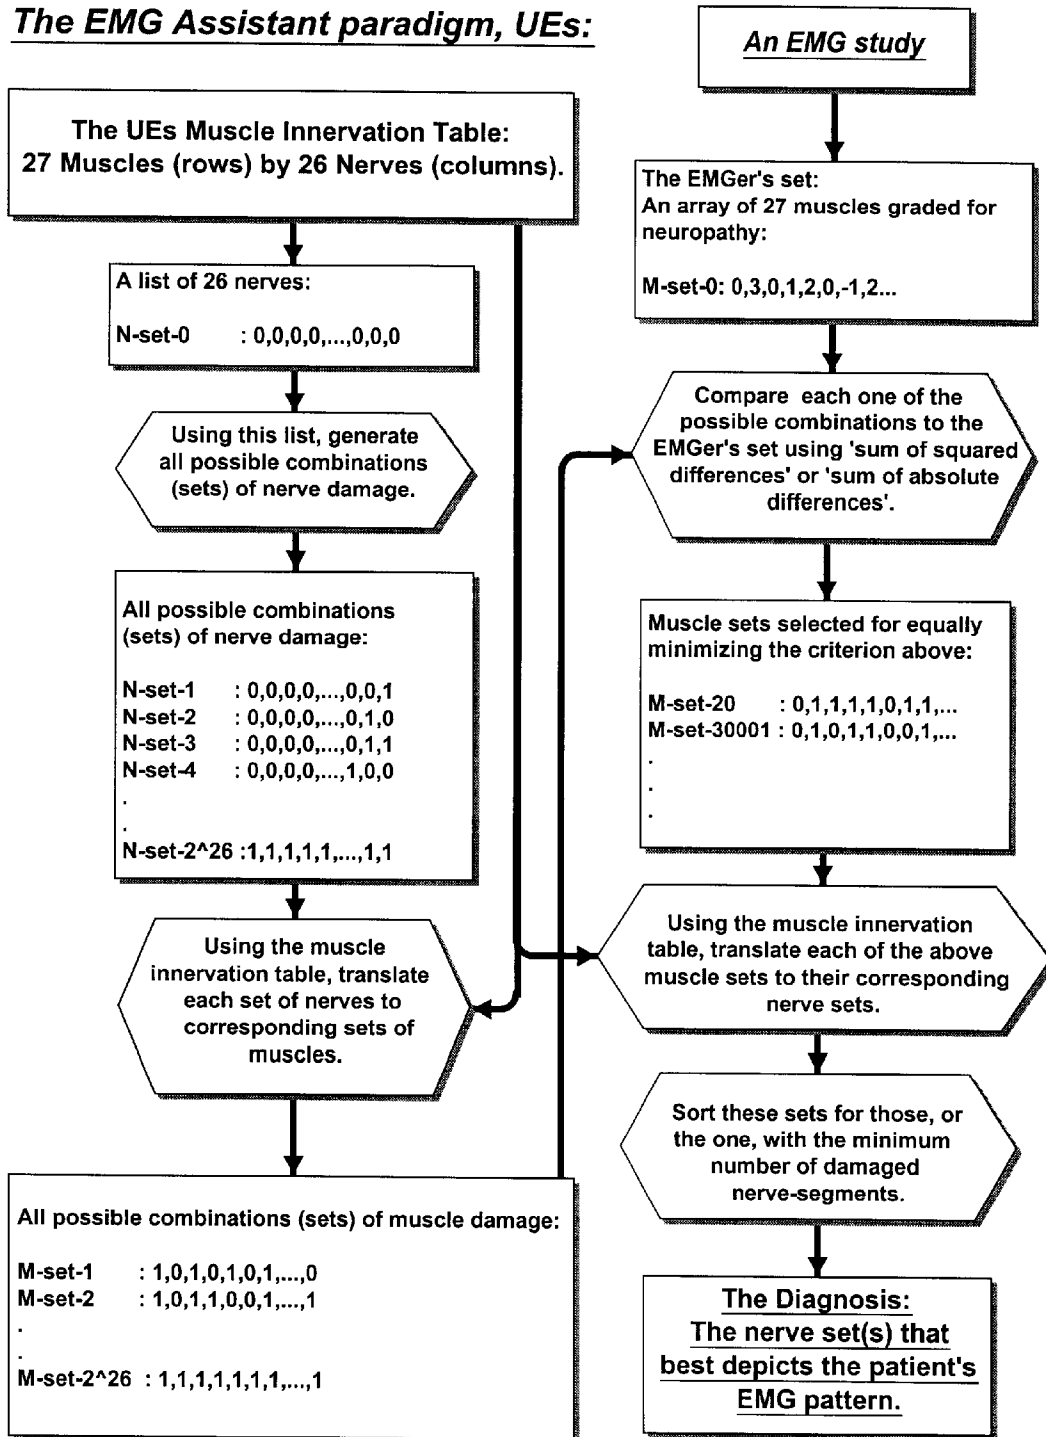 The EMG Assistant paradigm, UEs:
The UEs Muscle Innervation Table:
27 Muscles (rows) by 26 Nerves (columns).
A list of 26 nerves:
N-set-0 : 0,0,0,0,...,0,0,0
Using this list, generate
all possible combinations
(sets) of nerve damage.
All possible combinations
(sets) of nerve damage:
N-set-1 : 0,0,0,0,...,0,0,1
N-set-2 : 0,0,0,0,...,0,1,0
N-set-3 : 0,0,0,0,...,0,1,1
N-set-4 : 0,0,0,0,...,1,0,0
.
.
N-set-2^26 :1,1,1,1,1,...,1,1
Using the muscle
innervation table, translate
each set of nerves to
corresponding sets of
muscles.
All possible combinations (sets) of muscle damage:
M-set-1 : 1,0,1,0,1,0,1,...,0
M-set-2 : 1,0,1,1,0,0,1,...,1
.
.
M-set-2^26 : 1,1,1,1,1,1,1,...,1
An EMG study
The EMGer's set:
An array of 27 muscles graded for
neuropathy:
M-set-0: 0,3,0,1,2,0,-1,2...
Compare each one of the
possible combinations to the
EMGer's set using 'sum of squared
differences' or 'sum of absolute
differences'.
Muscle sets selected for equally
minimizing the criterion above:
M-set-20 : 0,1,1,1,1,0,1,1,...
M-set-30001 : 0,1,0,1,1,0,0,1,...
.
.
.
Using the muscle innervation
table, translate each of the above
muscle sets to their corresponding
nerve sets.
Sort these sets for those, or
the one, with the minimum
number of damaged
nerve-segments.
The Diagnosis:
The nerve set(s) that
best depicts the patient's
EMG pattern.